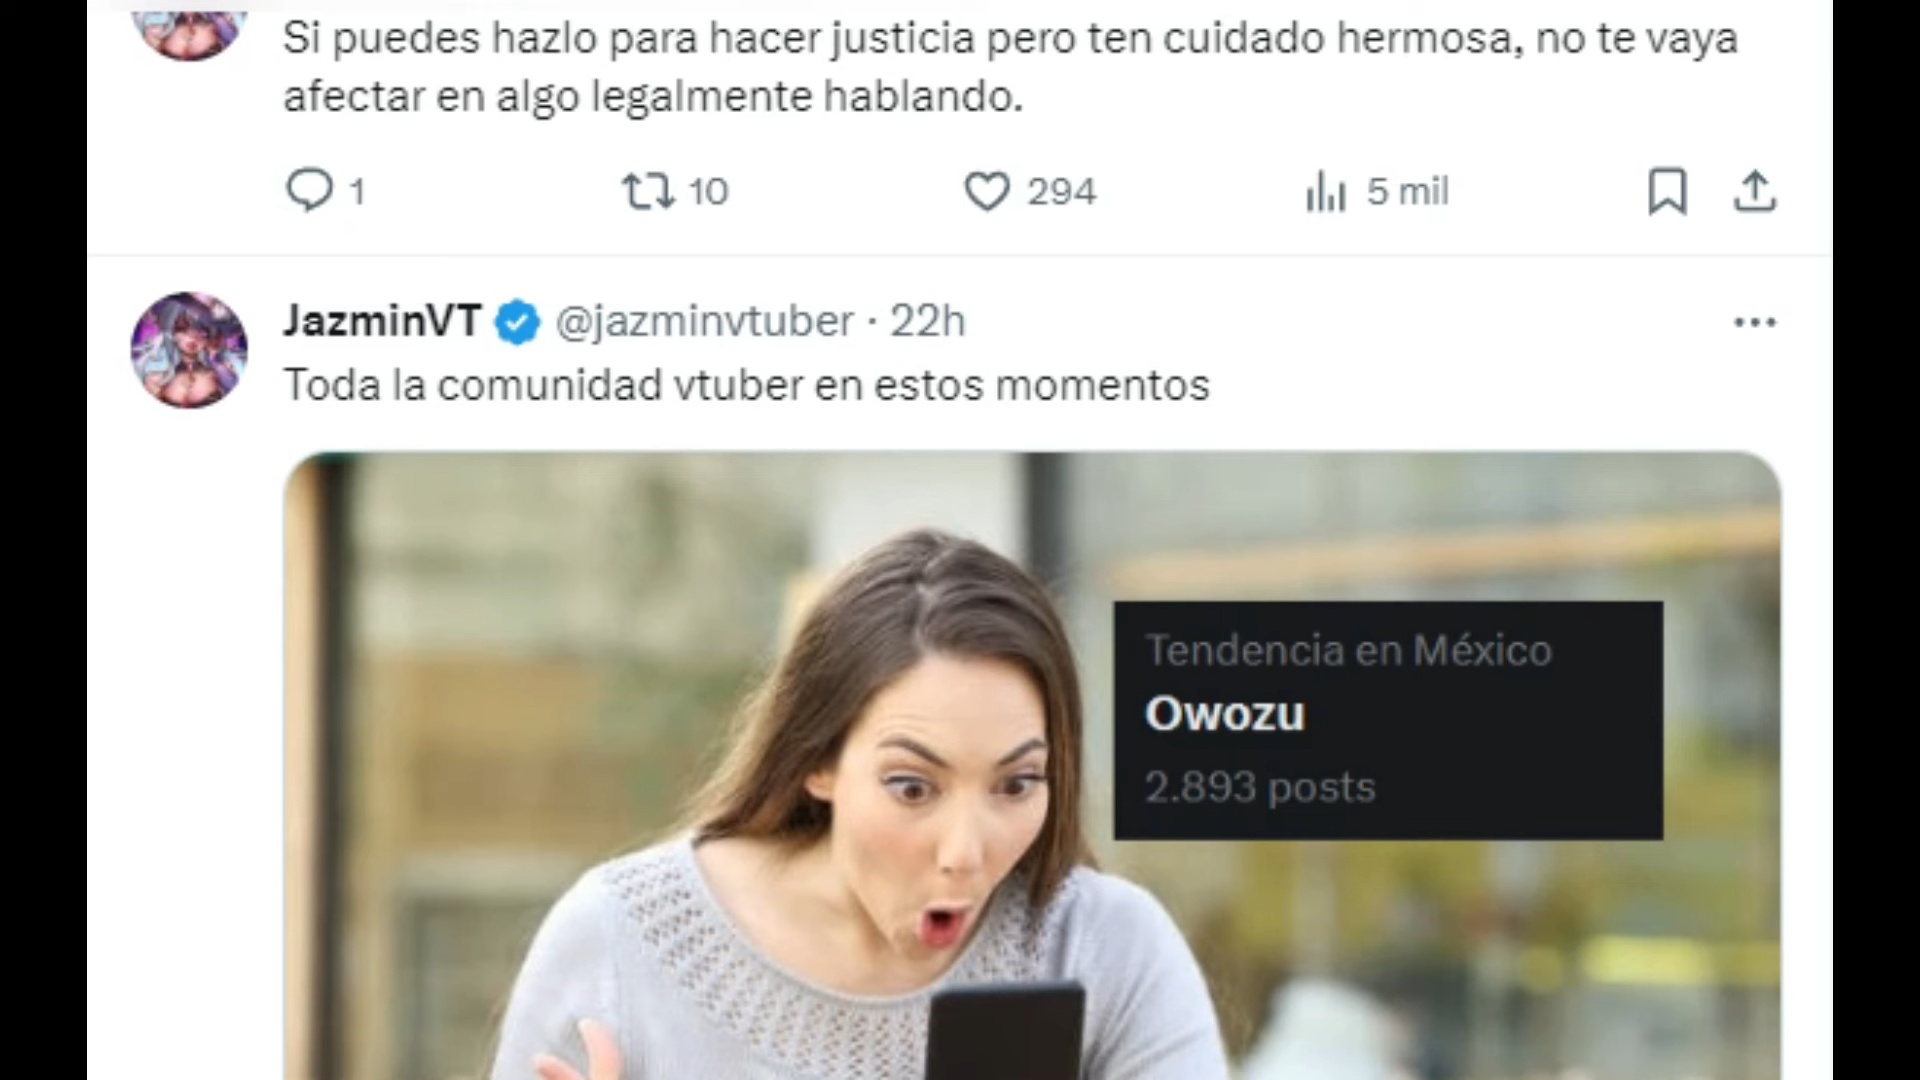 Si puedes hazlo para hacer justicia pero ten cuidado hermosa, no te vaya
afectar en algo legalmente hablando.
1 10 294 5 mil
JazminVT @jazminvtuber · 22h
Toda la comunidad vtuber en estos momentos
Tendencia en México
Owozu
2.893 posts